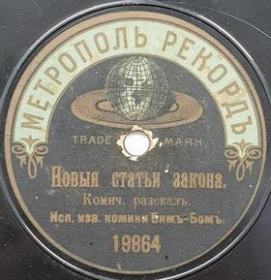 МЕТРОПОЛЬ РЕКОРДЪ
TRADE MARK
Новыя статьи закона.
Комич. разсказъ
Исп. изв. комики Бимъ-Бомъ.
19864